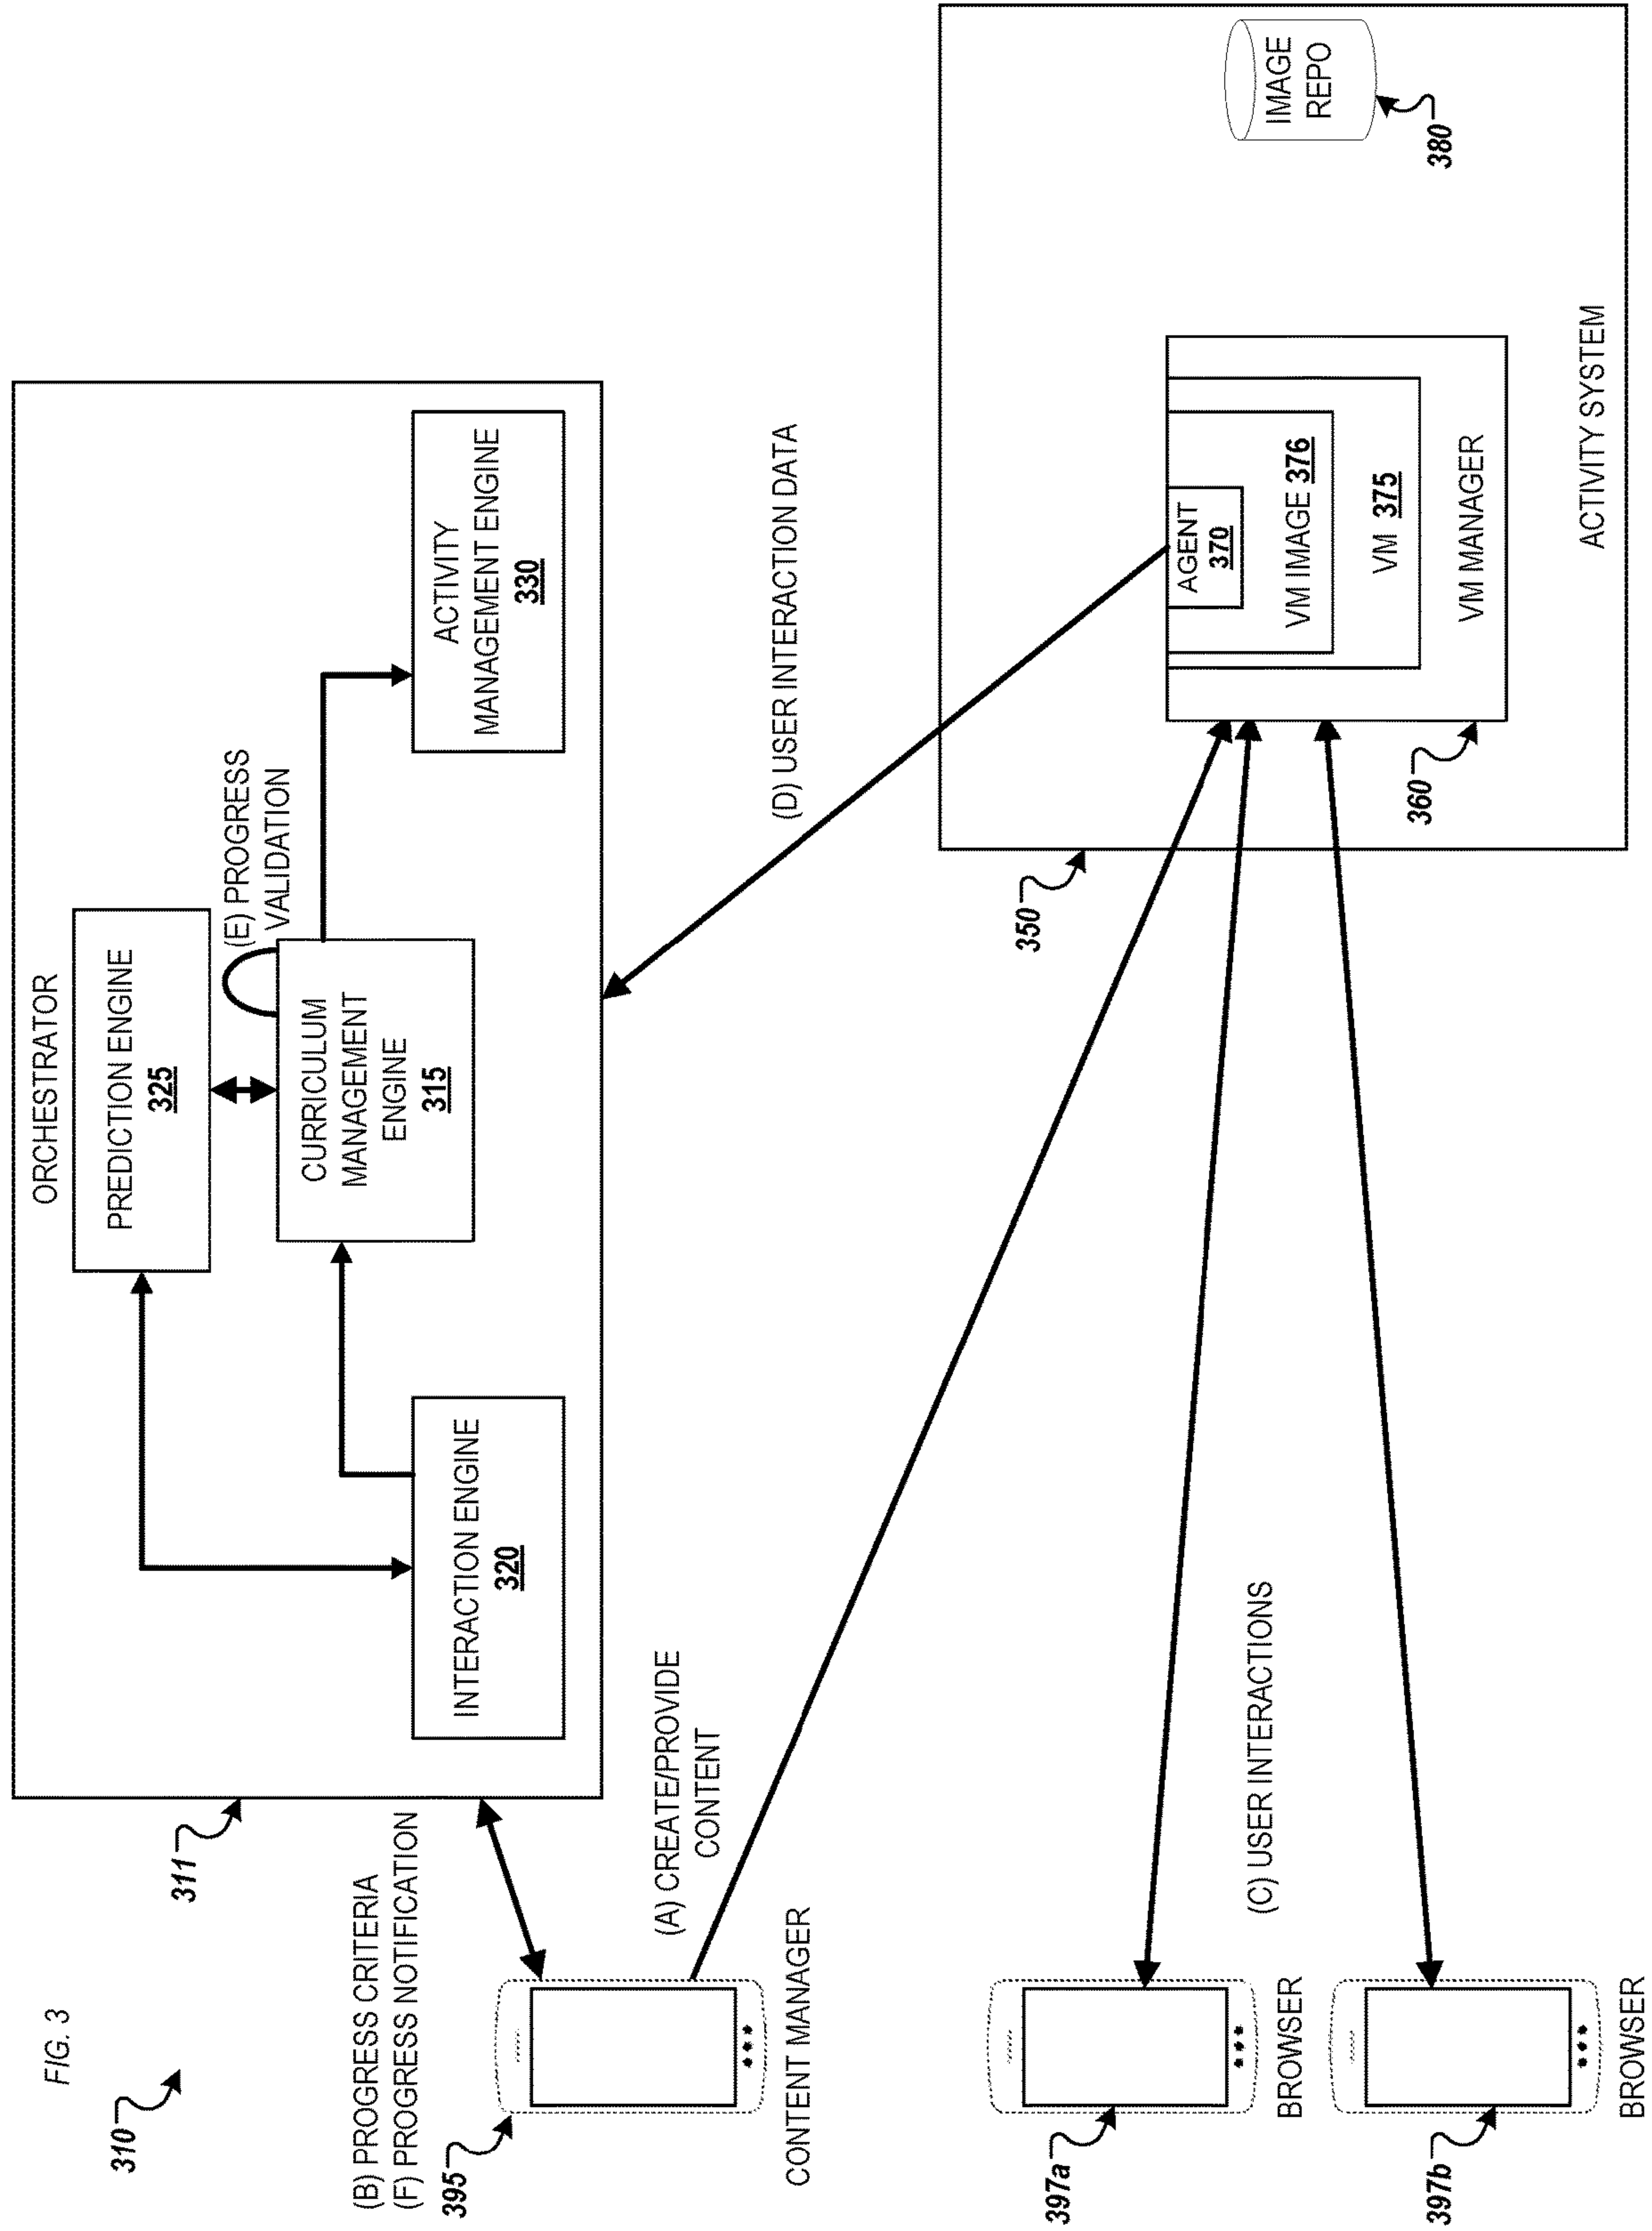 FIG. 3
310
311
ORCHESTRATOR
PREDICTION ENGINE
325
(E) PROGRESS
VALIDATION
CURRICULUM
MANAGEMENT
ENGINE
315
INTERACTION ENGINE
320
ACTIVITY
MANAGEMENT ENGINE
330
(B) PROGRESS CRITERIA
(F) PROGRESS NOTIFICATION
395
CONTENT MANAGER
(A) CREATE/PROVIDE
CONTENT
(D) USER INTERACTION DATA
350
AGENT
370
VM IMAGE 376
VM 375
VM MANAGER
360
IMAGE
REPO
380
ACTIVITY SYSTEM
397a
BROWSER
(C) USER INTERACTIONS
397b
BROWSER